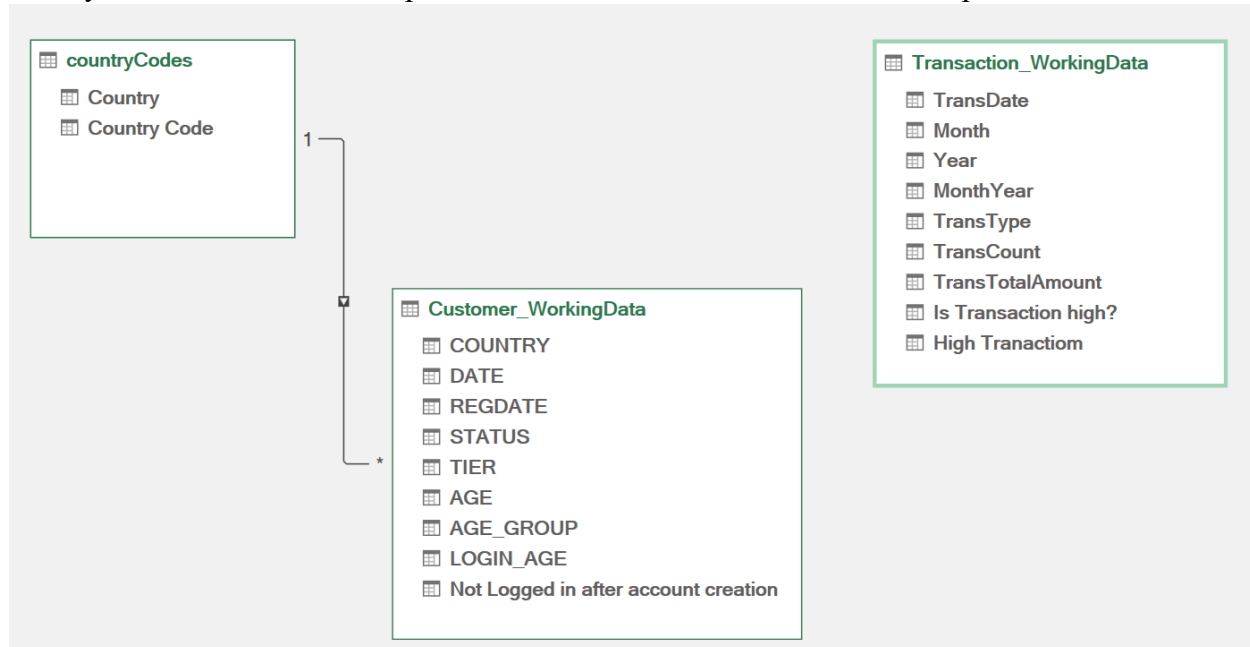 countryCodes
Country
Country Code
1
*
Customer_WorkingData
COUNTRY
DATE
REGDATE
STATUS
TIER
AGE
AGE_GROUP
LOGIN_AGE
Not Logged in after account creation
Transaction_WorkingData
TransDate
Month
Year
MonthYear
TransType
TransCount
TransTotalAmount
Is Transaction high?
High Tranactiom